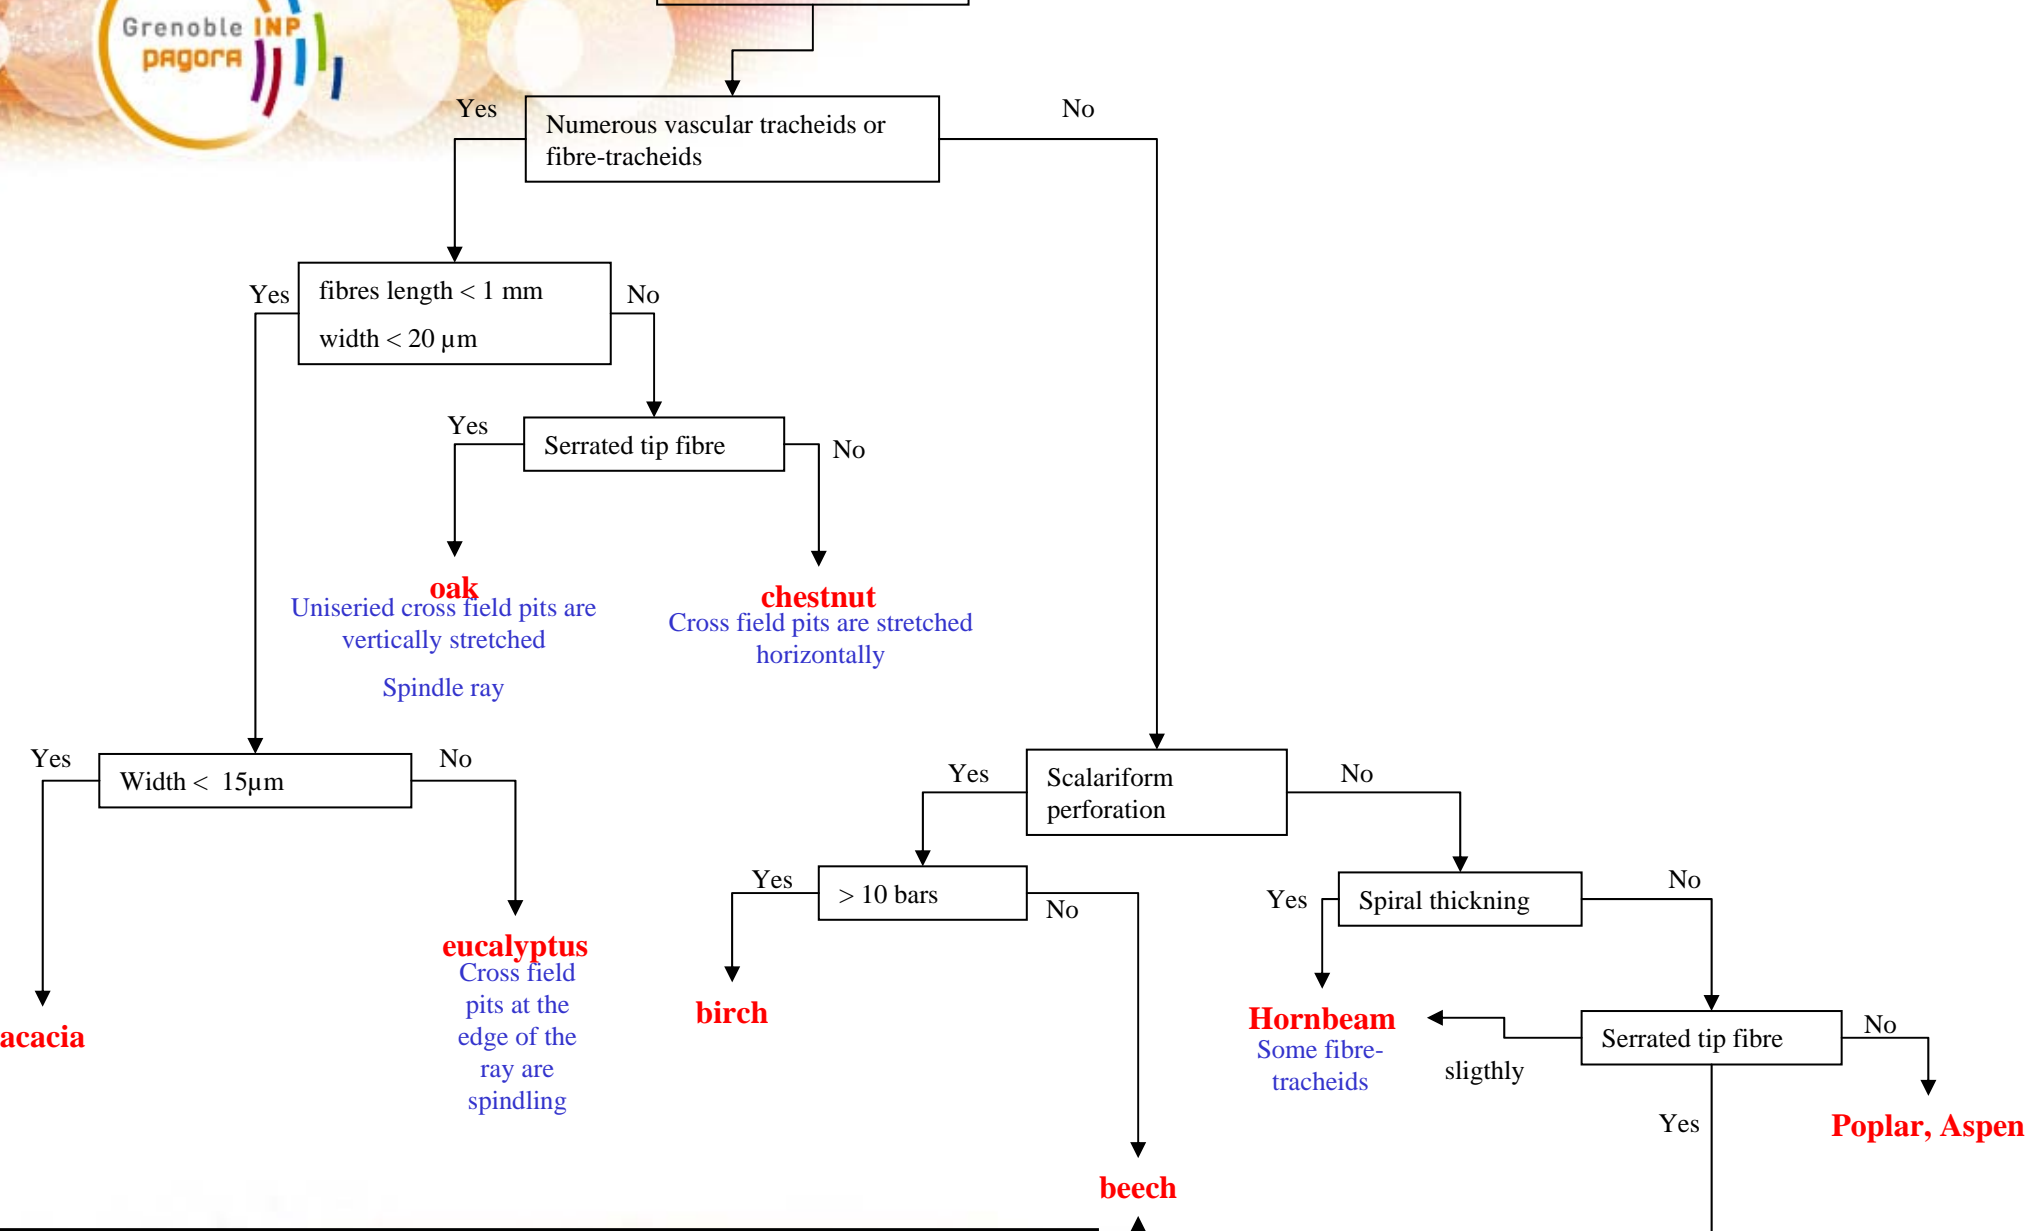 Grenoble INP
pagora
Yes
No
Numerous vascular tracheids or
fibre-tracheids
Yes
fibres length < 1 mm
width < 20 µm
No
Yes
Serrated tip fibre
No
oak
Uniseried cross field pits are
vertically stretched
Spindle ray
chestnut
Cross field pits are stretched
horizontally
Yes
Width < 15µm
No
Yes
Scalariform
perforation
No
Yes
> 10 bars
No
Yes
Spiral thickning
No
eucalyptus
Cross field
pits at the
edge of the
ray are
spindling
acacia
birch
Hornbeam
Some fibre-
tracheids
sligthly
Serrated tip fibre
No
Yes
Poplar, Aspen
beech